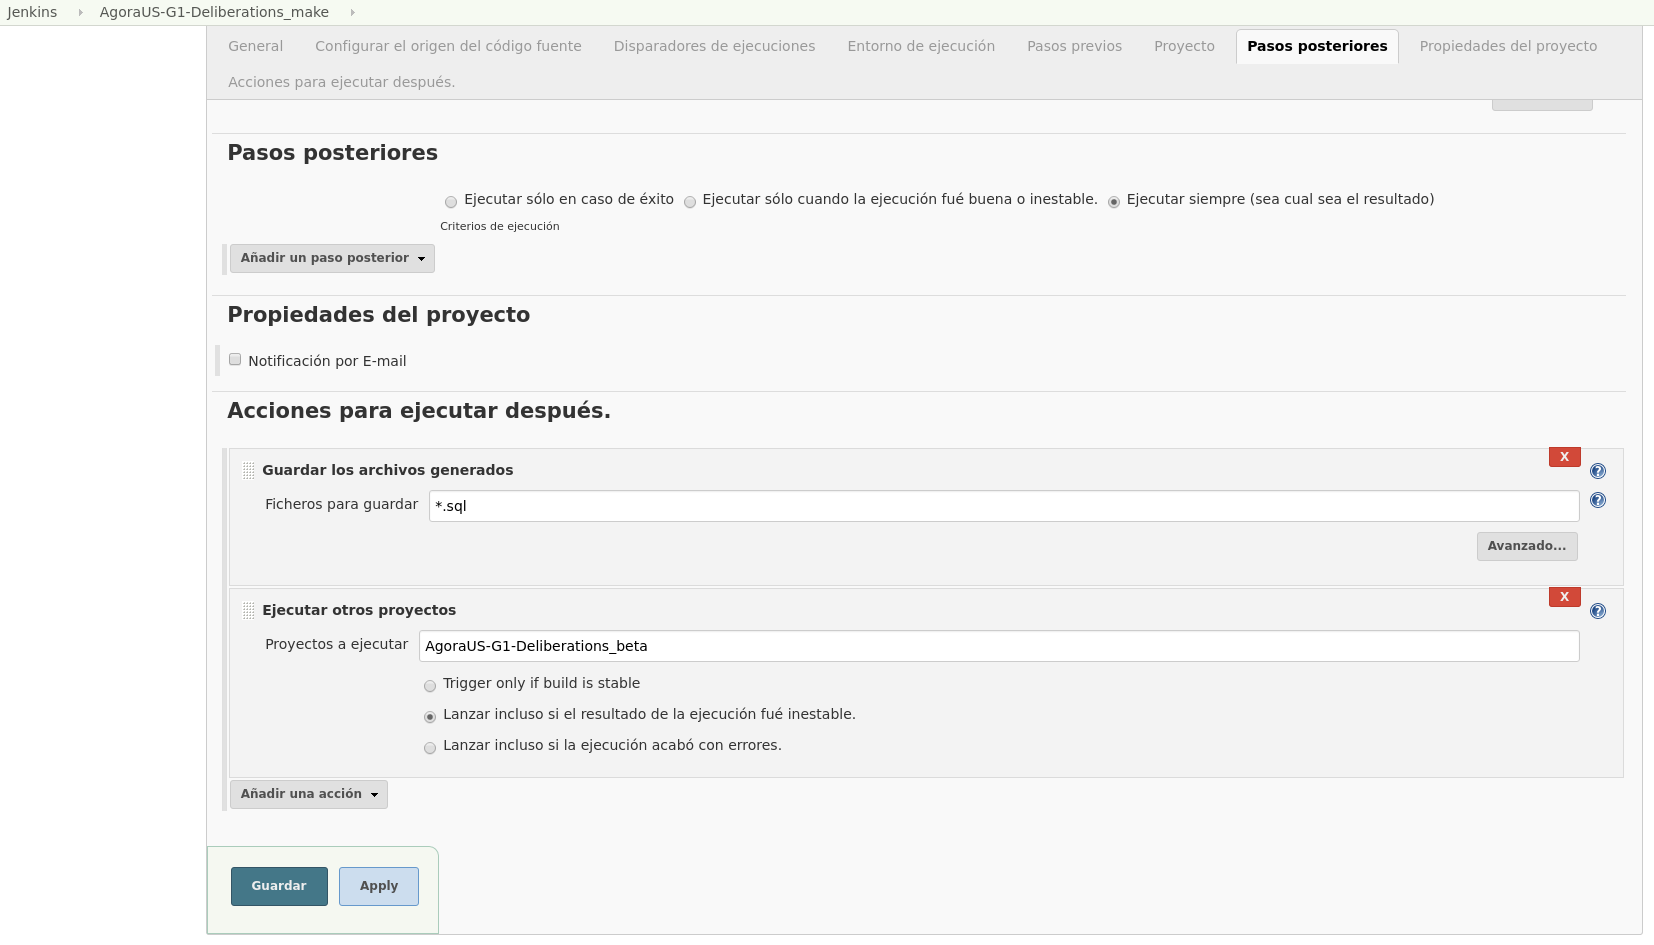 Jenkins AgoraUS-G1-Deliberations_make
General Configurar el origen del código fuente Disparadores de ejecuciones Entorno de ejecución Pasos previos Proyecto Pasos posteriores Propiedades del proyecto
Acciones para ejecutar después.
Pasos posteriores
Ejecutar sólo en caso de éxito Ejecutar sólo cuando la ejecución fué buena o inestable. Ejecutar siempre (sea cual sea el resultado)
Criterios de ejecución
Añadir un paso posterior
Propiedades del proyecto
Notificación por E-mail
Acciones para ejecutar después.
X
Guardar los archivos generados ?
Ficheros para guardar *.sql ?
Avanzado...
X
Ejecutar otros proyectos ?
Proyectos a ejecutar AgoraUS-G1-Deliberations_beta
Trigger only if build is stable
Lanzar incluso si el resultado de la ejecución fué inestable.
Lanzar incluso si la ejecución acabó con errores.
Añadir una acción
Guardar Apply